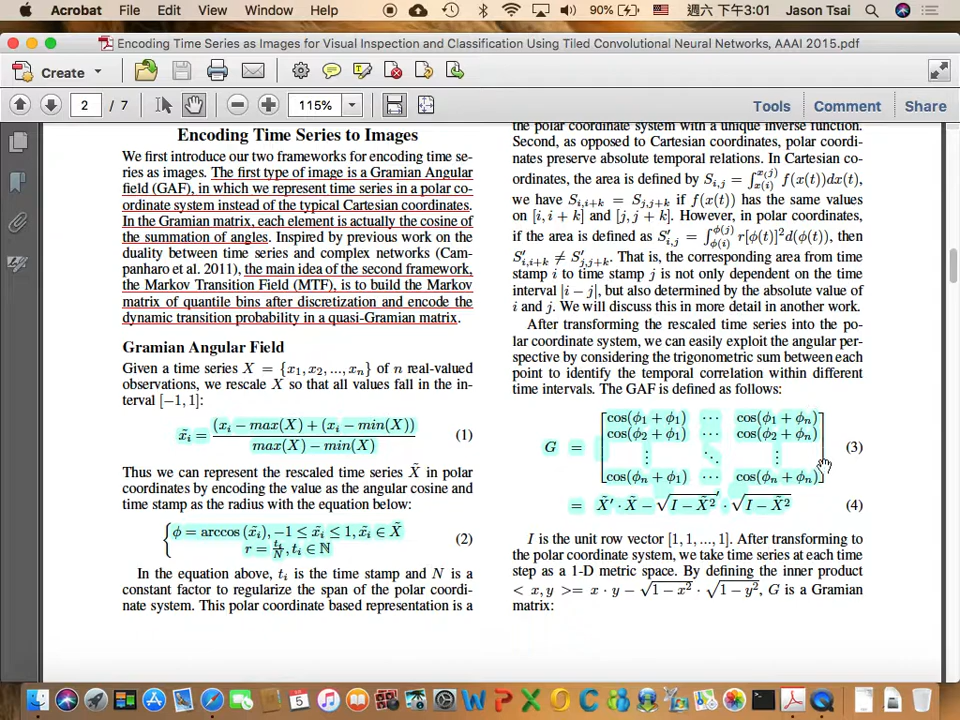 Acrobat File Edit View Window Help 90% 週六 下午3:01 Jason Tsai
Encoding Time Series as Images for Visual Inspection and Classification Using Tiled Convolutional Neural Networks, AAAI 2015.pdf
Create
2 / 7 115% Tools Comment Share
Encoding Time Series to Images
We first introduce our two frameworks for encoding time se-
ries as images. The first type of image is a Gramian Angular
field (GAF), in which we represent time series in a polar co-
ordinate system instead of the typical Cartesian coordinates.
In the Gramian matrix, each element is actually the cosine of
the summation of angles. Inspired by previous work on the
duality between time series and complex networks (Cam-
panharo et al. 2011), the main idea of the second framework,
the Markov Transition Field (MTF), is to build the Markov
matrix of quantile bins after discretization and encode the
dynamic transition probability in a quasi-Gramian matrix.
Gramian Angular Field
Given a time series X = {x₁, x₂, ..., xₙ} of n real-valued
observations, we rescale X so that all values fall in the in-
terval [−1, 1]:
x̃ᵢ = (xᵢ − max(X) + (xᵢ − min(X)) / max(X) − min(X) (1)
Thus we can represent the rescaled time series X̃ in polar
coordinates by encoding the value as the angular cosine and
time stamp as the radius with the equation below:
{ φ = arccos (x̃ᵢ), −1 ≤ x̃ᵢ ≤ 1, x̃ᵢ ∈ X̃
r = tᵢ/N, tᵢ ∈ ℕ (2)
In the equation above, tᵢ is the time stamp and N is a
constant factor to regularize the span of the polar coordi-
nate system. This polar coordinate based representation is a
the polar coordinate system with a unique inverse function.
Second, as opposed to Cartesian coordinates, polar coordi-
nates preserve absolute temporal relations. In Cartesian co-
ordinates, the area is defined by Sᵢ,ⱼ = ∫ₓ₍ᵢ₎ˣ⁽ʲ⁾ f(x(t))dx(t),
we have Sᵢ,ᵢ₊ₖ = Sⱼ,ⱼ₊ₖ if f(x(t)) has the same values
on [i, i + k] and [j, j + k]. However, in polar coordinates,
if the area is defined as S′ᵢ,ⱼ = ∫_{φ(i)}^{φ(j)} r[φ(t)]²d(φ(t)), then
S′ᵢ,ᵢ₊ₖ ≠ S′ⱼ,ⱼ₊ₖ. That is, the corresponding area from time
stamp i to time stamp j is not only dependent on the time
interval |i − j|, but also determined by the absolute value of
i and j. We will discuss this in more detail in another work.
After transforming the rescaled time series into the po-
lar coordinate system, we can easily exploit the angular per-
spective by considering the trigonometric sum between each
point to identify the temporal correlation within different
time intervals. The GAF is defined as follows:
cos(φ₁ + φ₁) ⋯ cos(φ₁ + φₙ)
cos(φ₂ + φ₁) ⋯ cos(φ₂ + φₙ)
G = ⋮ ⋱ ⋮ (3)
cos(φₙ + φ₁) ⋯ cos(φₙ + φₙ)
= X̃′ · X̃ − √(I − X̃²)′ · √(I − X̃²) (4)
I is the unit row vector [1, 1, ..., 1]. After transforming to
the polar coordinate system, we take time series at each time
step as a 1-D metric space. By defining the inner product
< x, y >= x · y − √(1 − x²) · √(1 − y²), G is a Gramian
matrix: